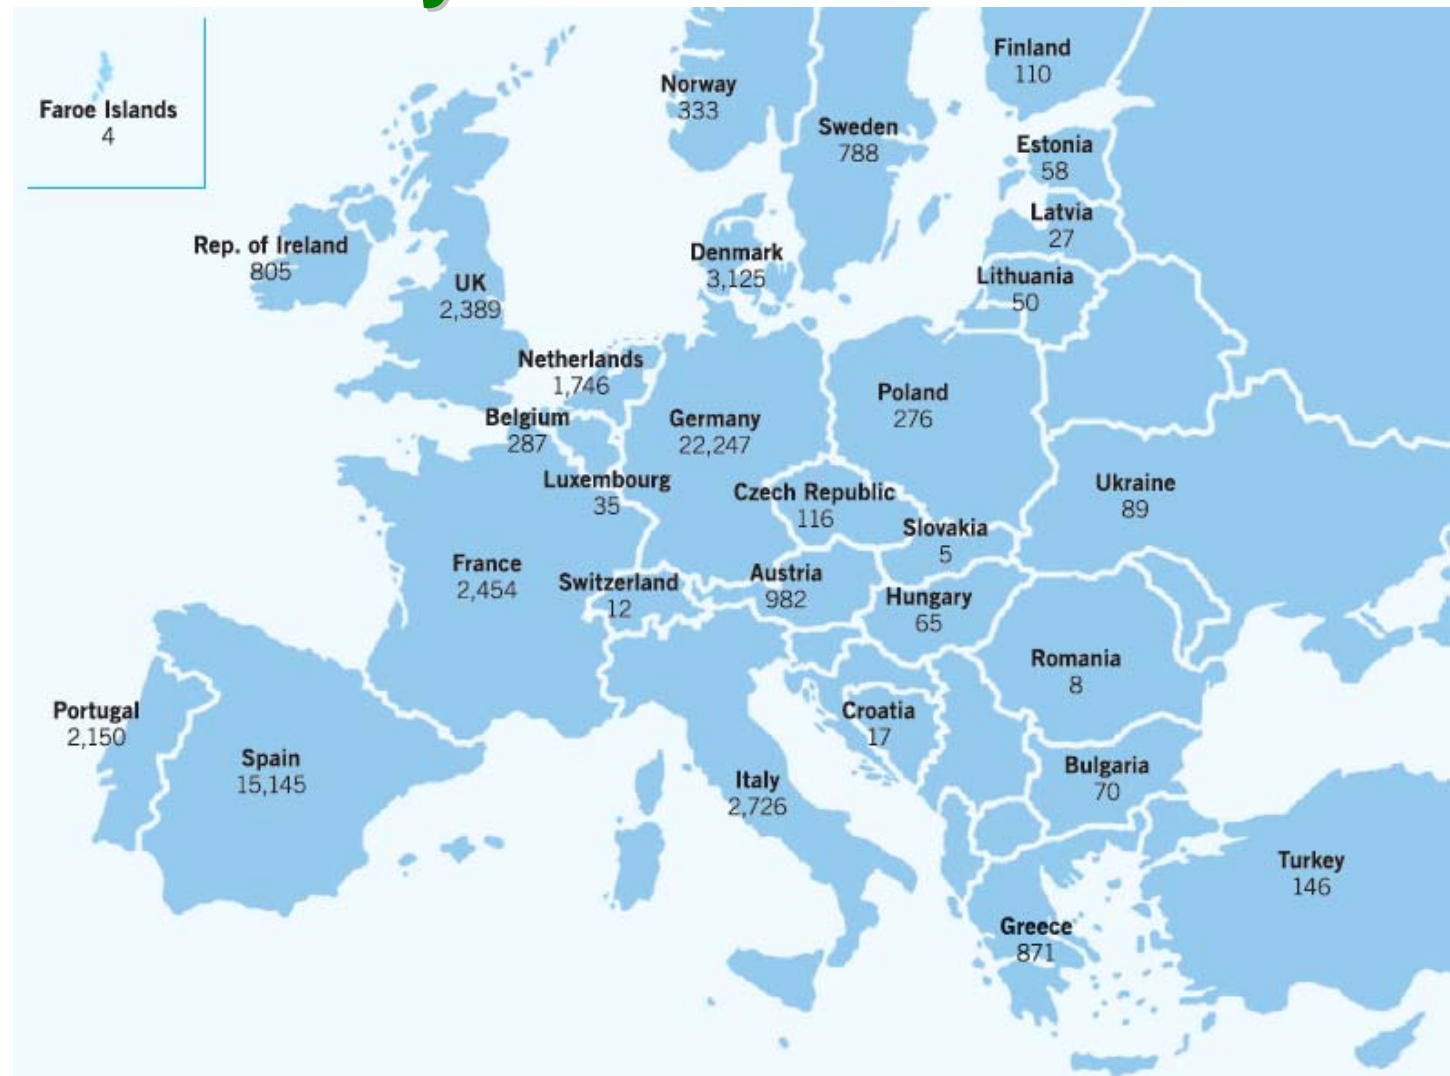 Faroe Islands
4
Finland
110
Norway
333
Sweden
788
Estonia
58
Latvia
27
Rep. of Ireland
805
Denmark
3,125
Lithuania
50
UK
2,389
Netherlands
1,746
Belgium
287
Germany
22,247
Poland
276
Luxembourg
35
Czech Republic
116
Slovakia
5
Ukraine
89
France
2,454
Switzerland
12
Austria
982
Hungary
65
Romania
8
Portugal
2,150
Spain
15,145
Croatia
17
Italy
2,726
Bulgaria
70
Turkey
146
Greece
871